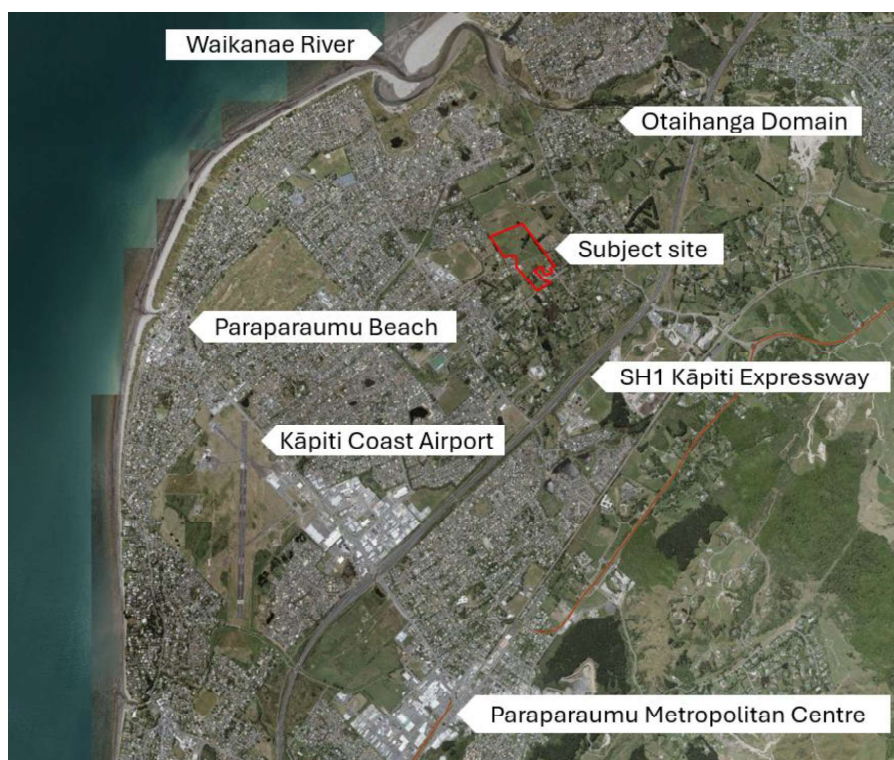 Waikanae River
Otaihanga Domain
Subject site
Paraparaumu Beach
SH1 Kāpiti Expressway
Kāpiti Coast Airport
Paraparaumu Metropolitan Centre